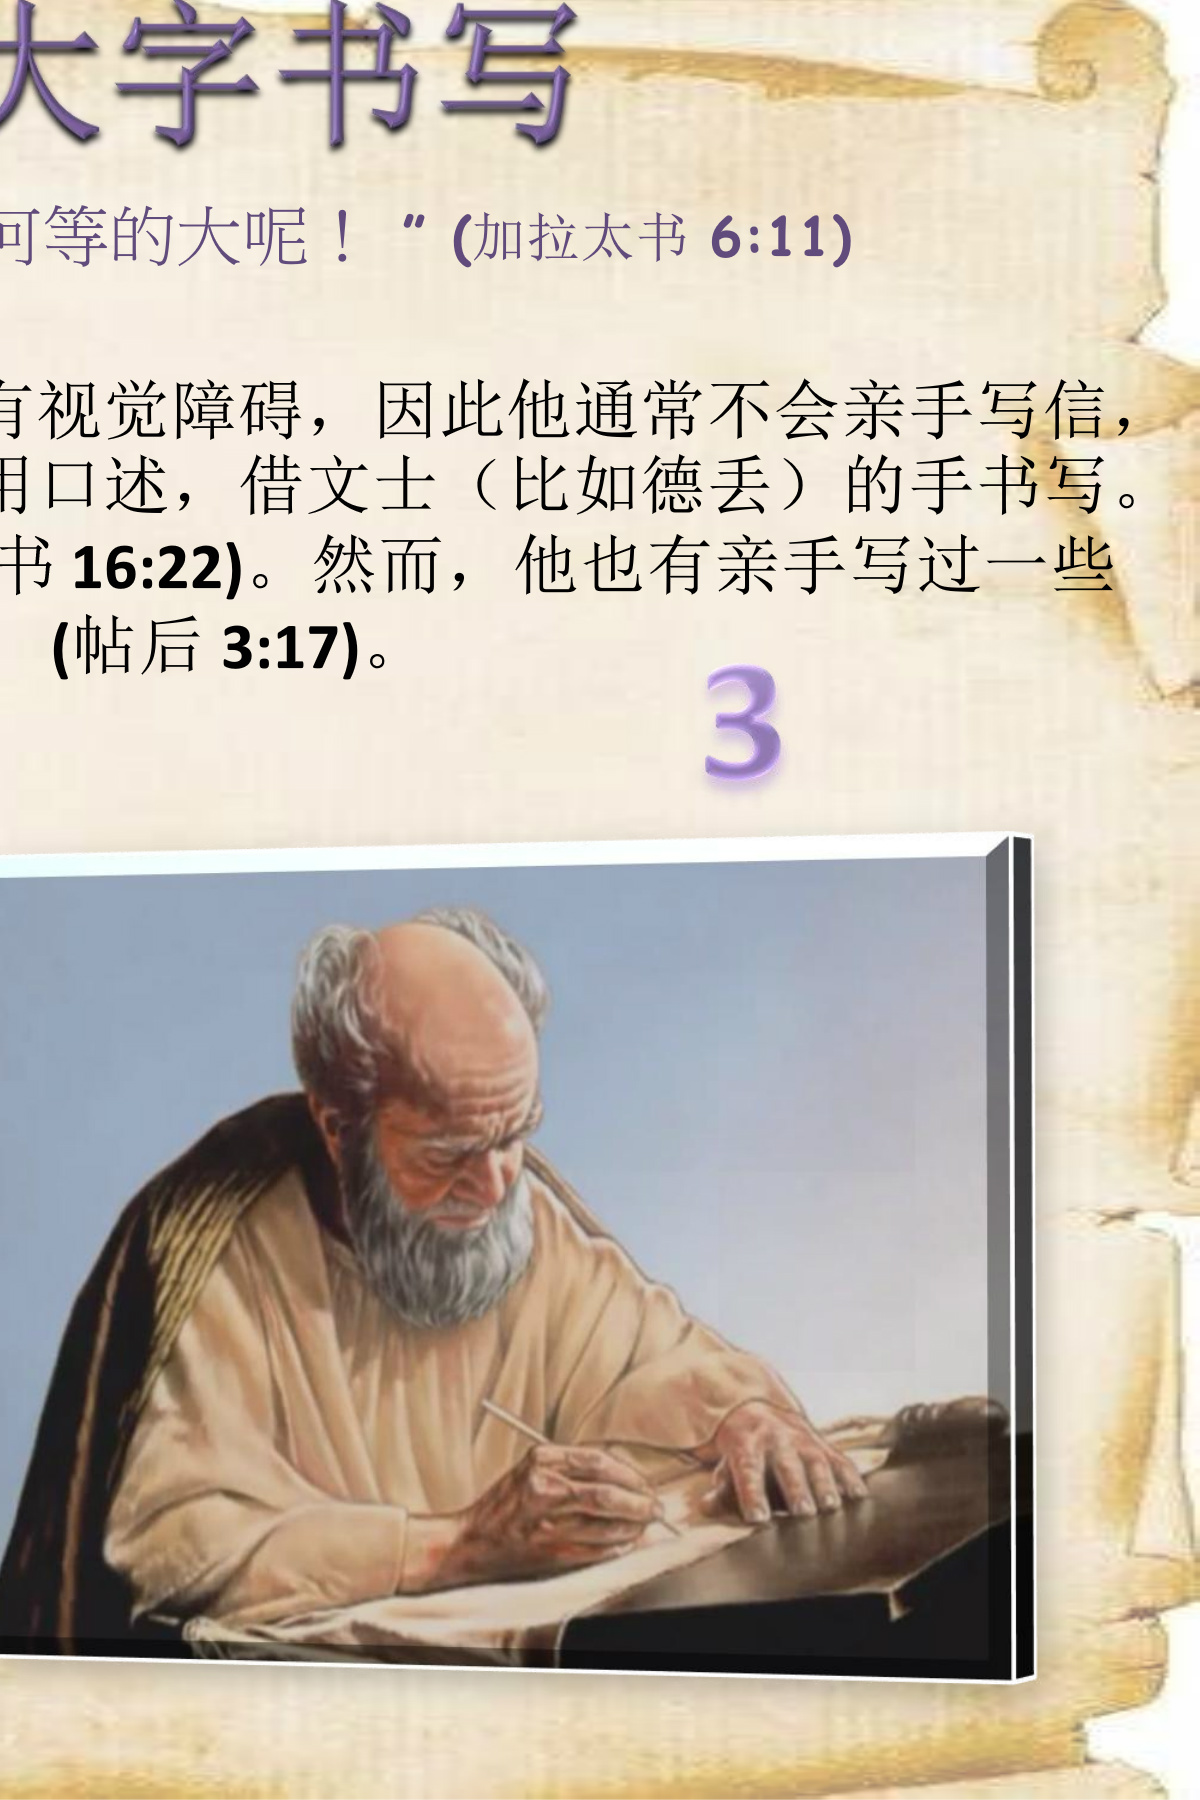 大字书写
何等的大呢！ “ (加拉太书 6:11)
有视觉障碍，因此他通常不会亲手写信，
用口述，借文士（比如德丢）的手书写。
书 16:22)。然而，他也有亲手写过一些
(帖后 3:17)。
3